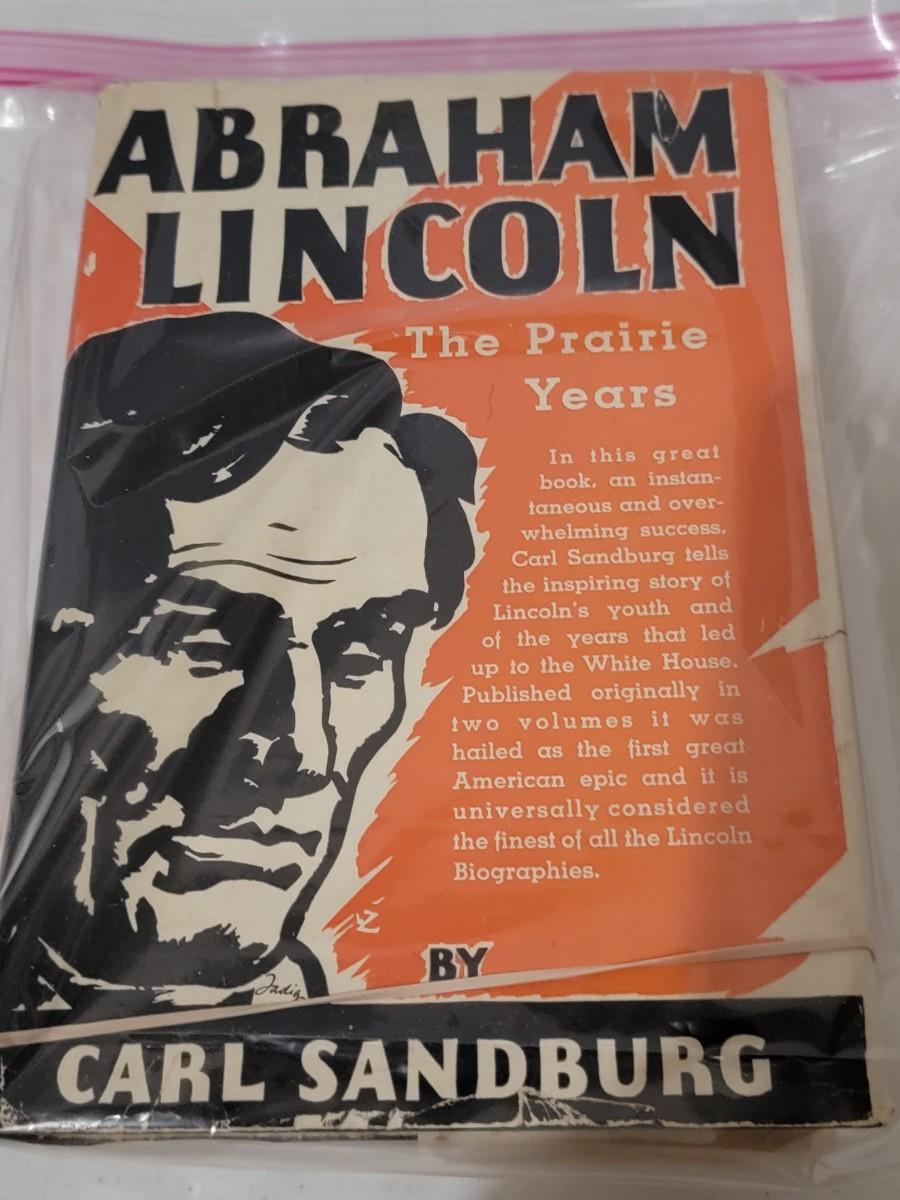 ABRAHAM
LINCOLN
The Prairie
Years
In this great
book, an instan-
taneous and over-
whelming success,
Carl Sandburg tells
the inspiring story of
Lincoln's youth and
of the years that led
up to the White House.
Published originally in
two volumes it was
hailed as the first great
American epic and it is
universally considered
the finest of all the Lincoln
Biographies.
BY
CARL SANDBURG